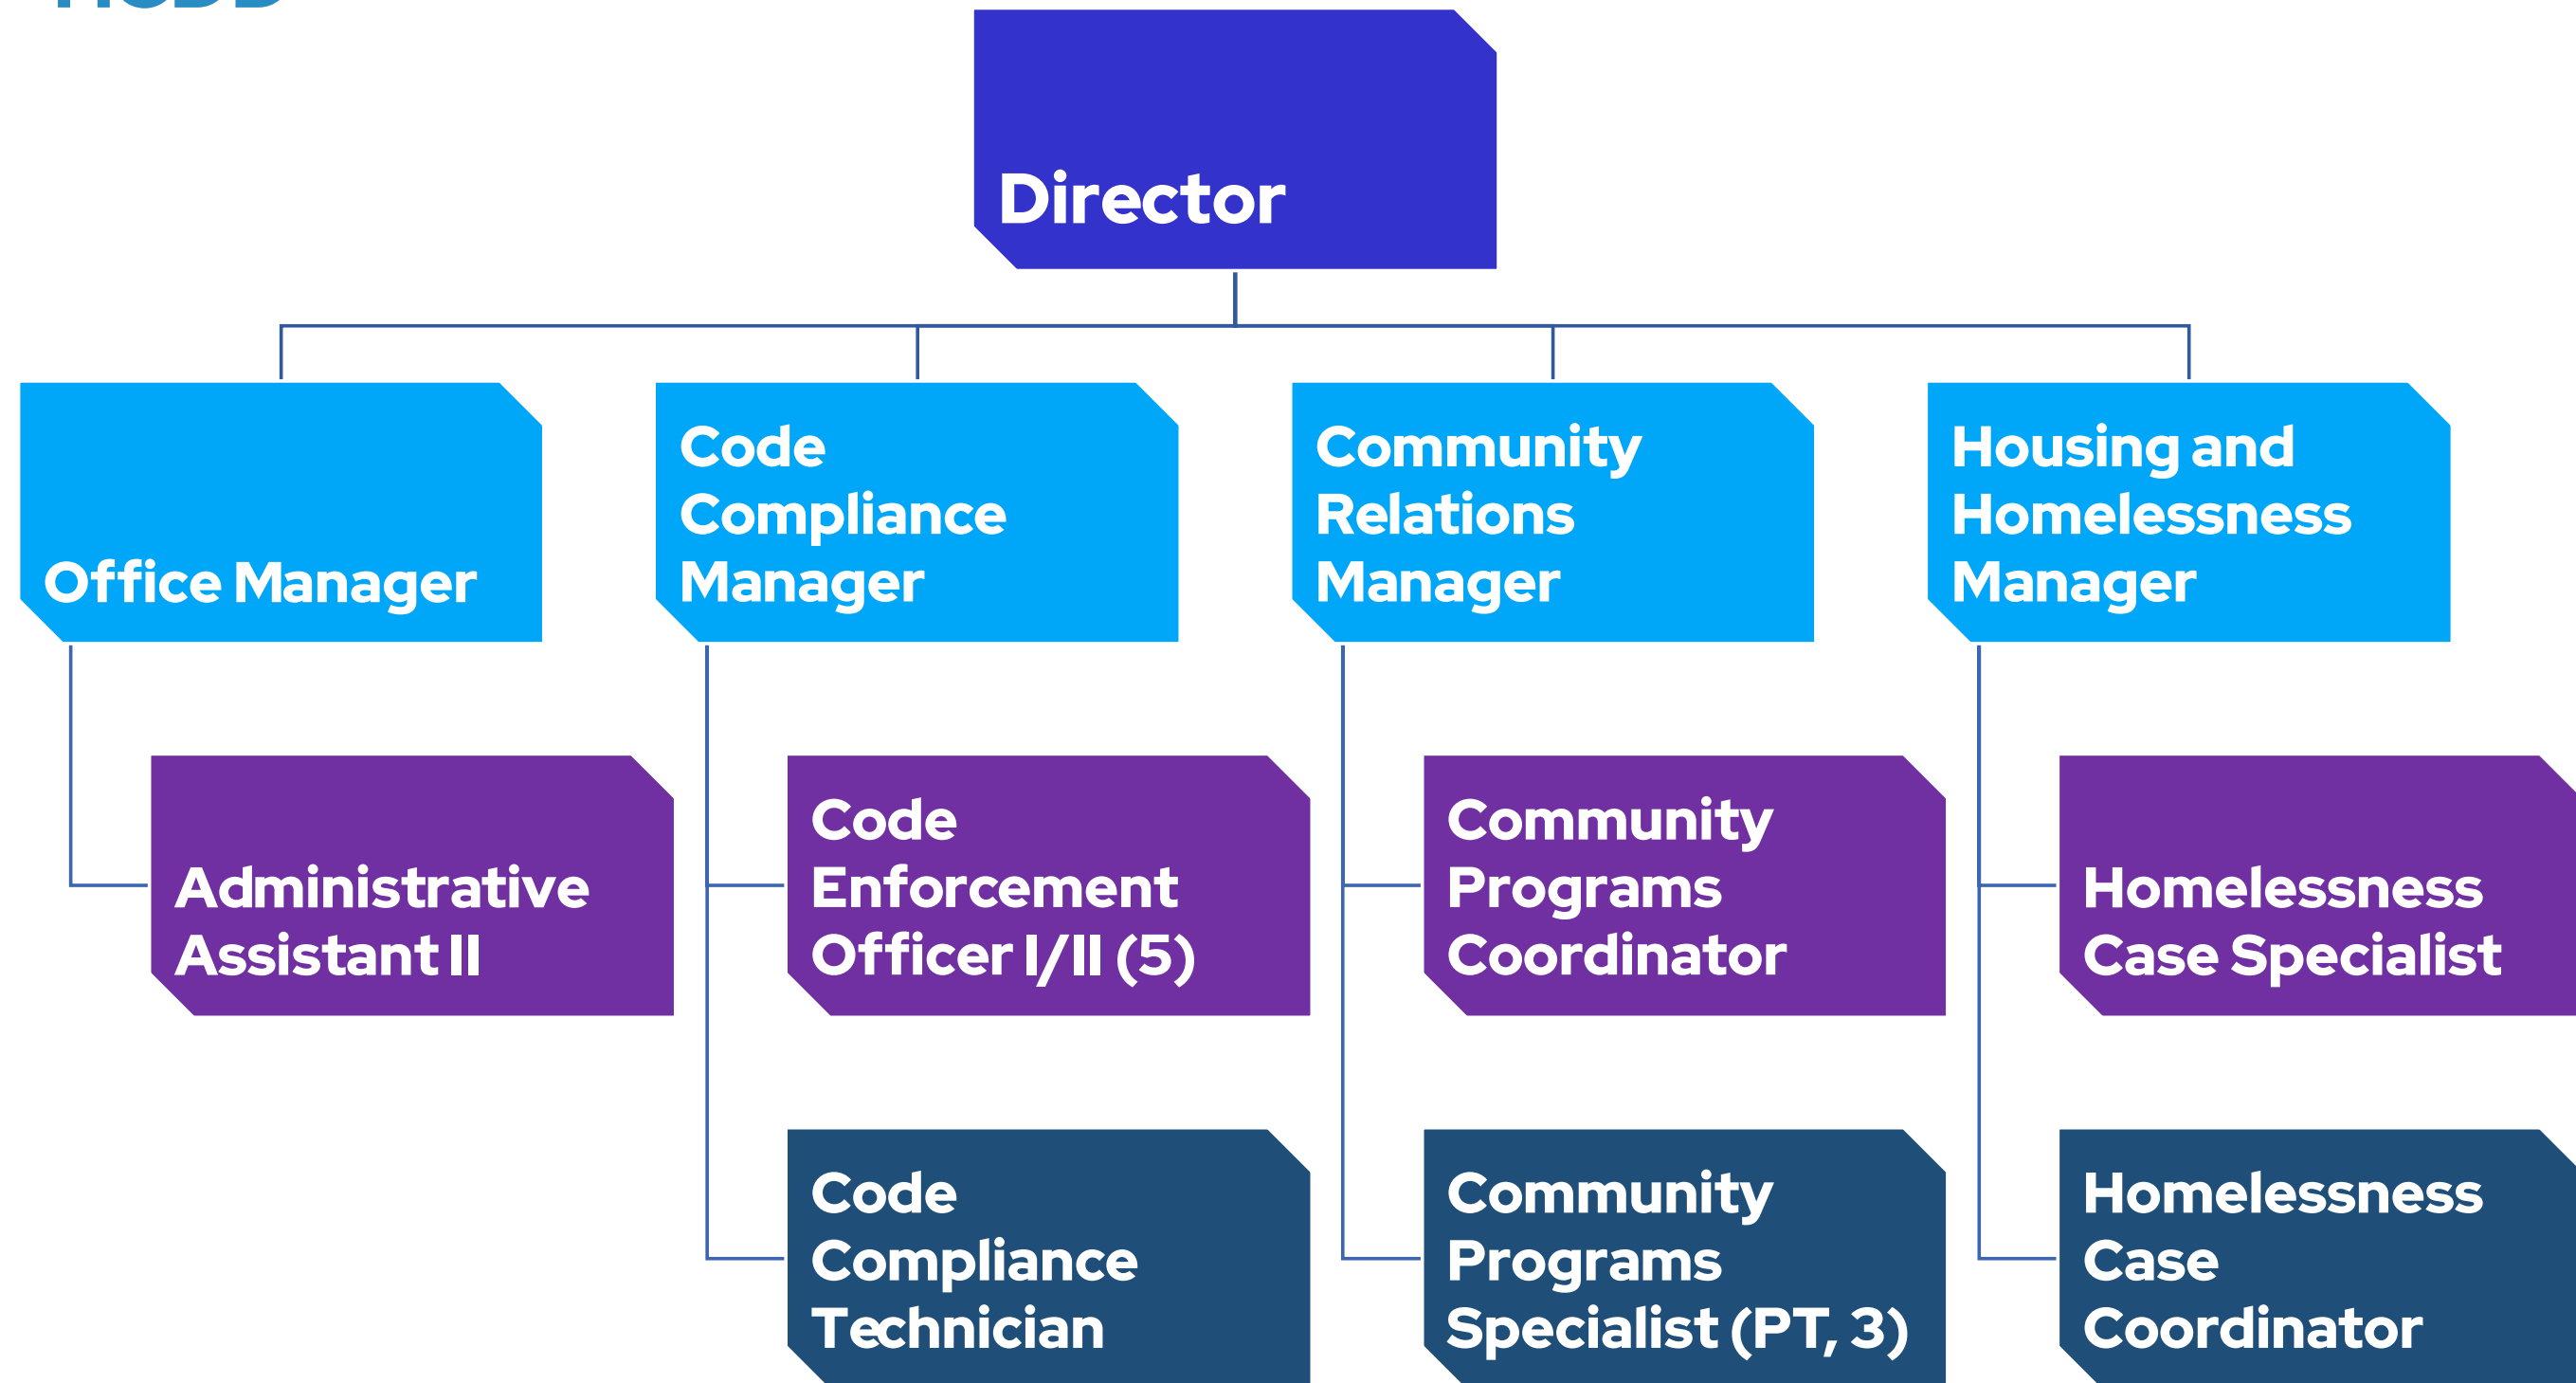 Director
Office Manager
Code
Compliance
Manager
Community
Relations
Manager
Housing and
Homelessness
Manager
Administrative
Assistant II
Code
Enforcement
Officer I/II (5)
Community
Programs
Coordinator
Homelessness
Case Specialist
Code
Compliance
Technician
Community
Programs
Specialist (PT, 3)
Homelessness
Case
Coordinator